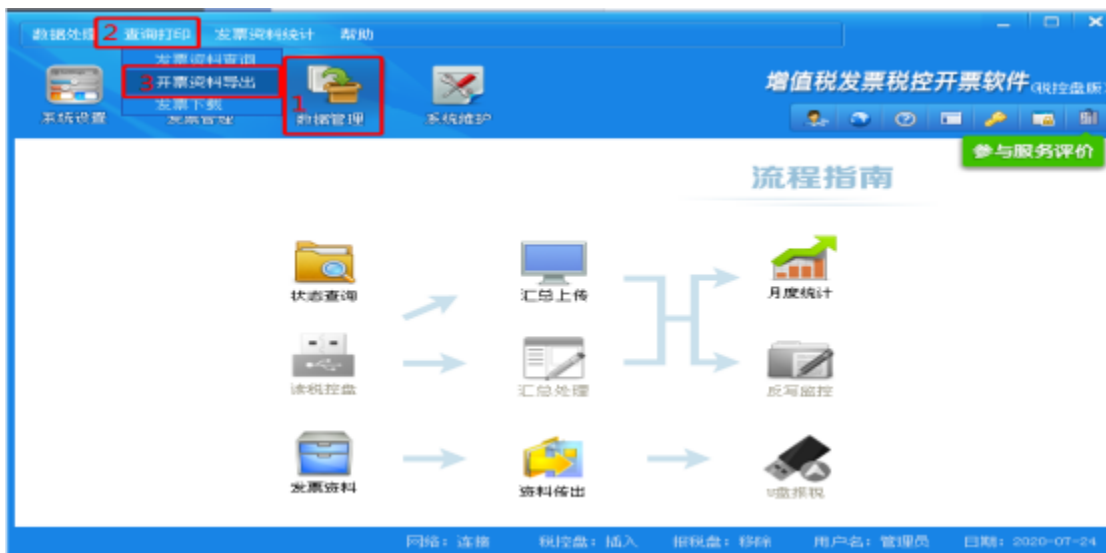 数据处理 2 查询打印 发票资料统计 帮助
发票资料查询
3 开票资料导出
发票下载
1
系统设置 发票管理 数据管理 系统维护
增值税发票税控开票软件(税控盘版)
参与服务评价
流程指南
状态查询 汇总上传 月度统计
读税控盘 汇总处理 反写监控
发票资料 资料传出 U盘报税
网络：连接 税控盘：插入 报税盘：移除 用户名：管理员 日期：2020-07-24